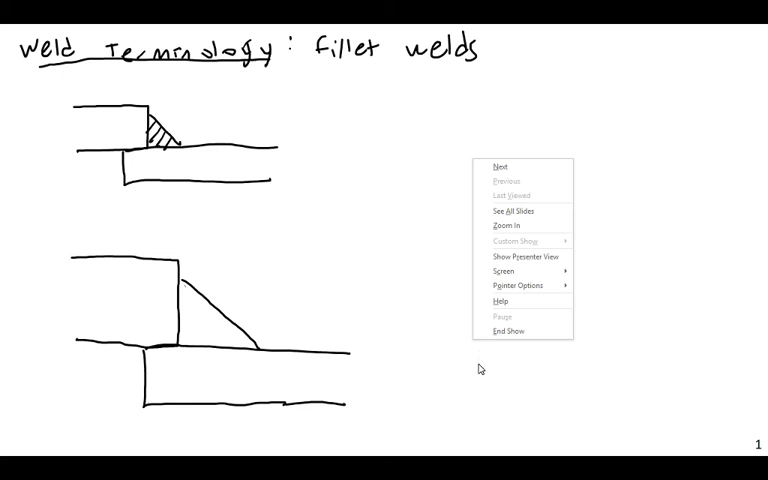 Weld Terminology: fillet welds
Next
Previous
Last Viewed
See All Slides
Zoom In
Custom Show
Show Presenter View
Screen
Pointer Options
Help
Pause
End Show
1